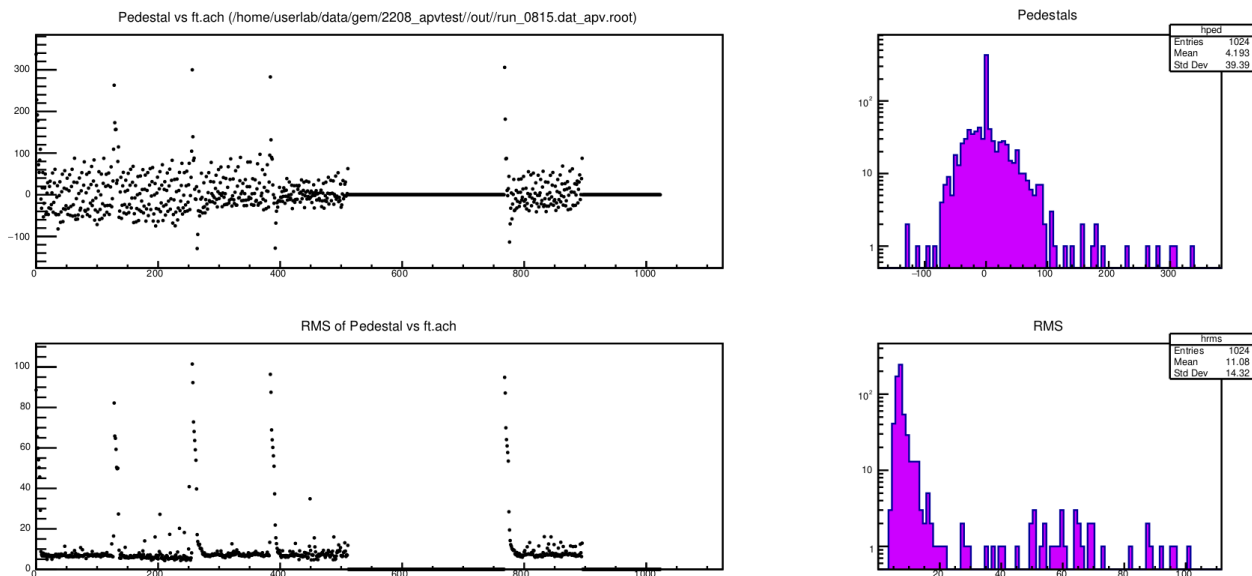 Pedestal vs ft.ach (/home/userlab/data/gem/2208_apvtest//out//run_0815.dat_apv.root)
300
200
100
0
−100
0 200 400 600 800 1000
Pedestals
hped
Entries 1024
Mean 4.193
Std Dev 39.39
10²
10
1
−100 0 100 200 300
RMS of Pedestal vs ft.ach
100
80
60
40
20
0
0 200 400 600 800 1000
RMS
hrms
Entries 1024
Mean 11.08
Std Dev 14.32
10²
10
1
20 40 60 80 100